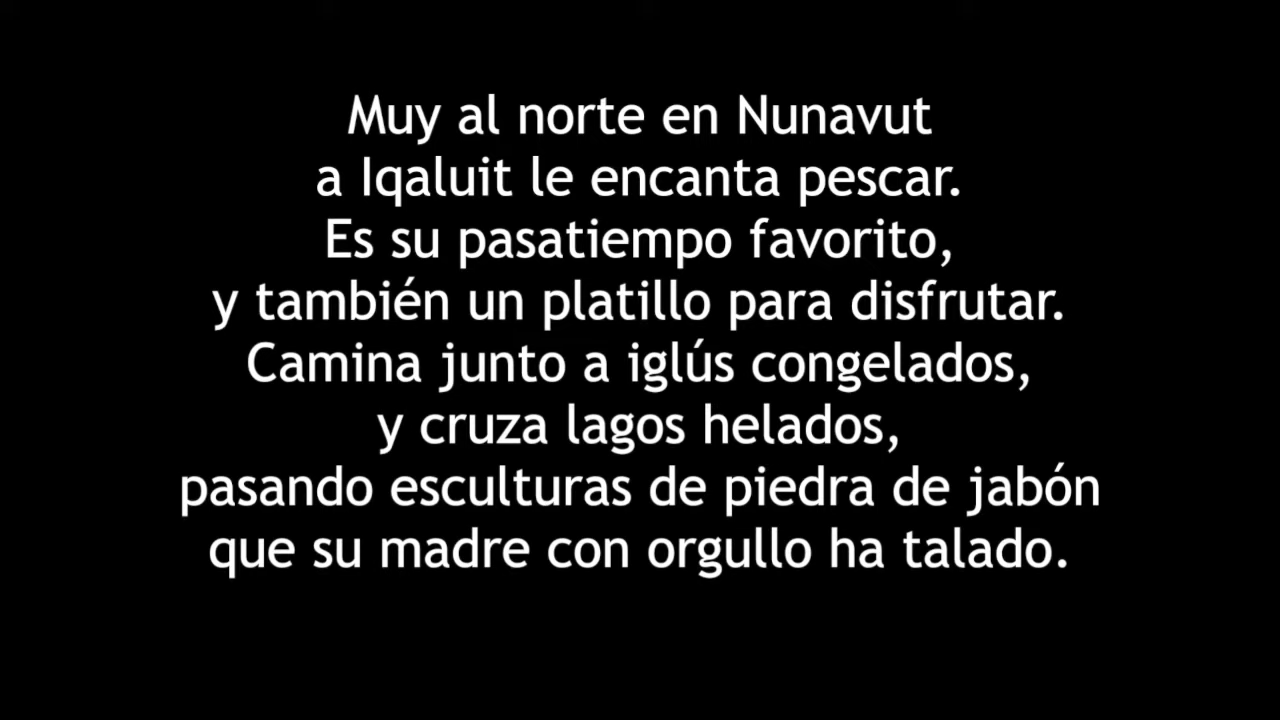 Muy al norte en Nunavut
a Iqaluit le encanta pescar.
Es su pasatiempo favorito,
y también un platillo para disfrutar.
Camina junto a iglús congelados,
y cruza lagos helados,
pasando esculturas de piedra de jabón
que su madre con orgullo ha talado.